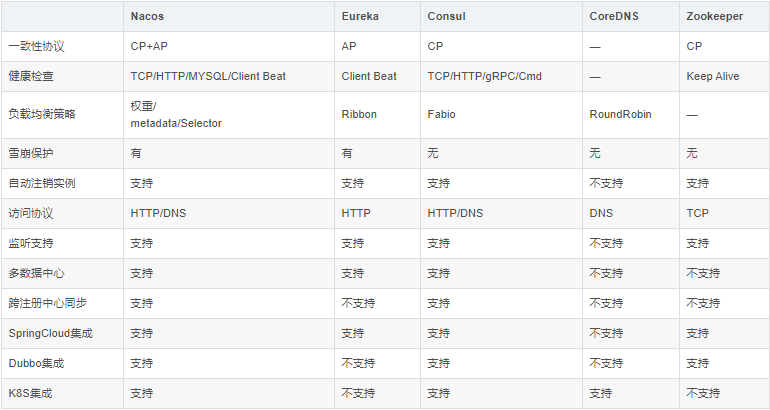 Nacos Eureka Consul CoreDNS Zookeeper
一致性协议 CP+AP AP CP — CP
健康检查 TCP/HTTP/MYSQL/Client Beat Client Beat TCP/HTTP/gRPC/Cmd — Keep Alive
负载均衡策略 权重/
metadata/Selector Ribbon Fabio RoundRobin —
雪崩保护 有 有 无 无 无
自动注销实例 支持 支持 支持 不支持 支持
访问协议 HTTP/DNS HTTP HTTP/DNS DNS TCP
监听支持 支持 支持 支持 不支持 支持
多数据中心 支持 支持 支持 不支持 不支持
跨注册中心同步 支持 不支持 支持 不支持 不支持
SpringCloud集成 支持 支持 支持 不支持 支持
Dubbo集成 支持 不支持 支持 不支持 支持
K8S集成 支持 不支持 支持 支持 不支持